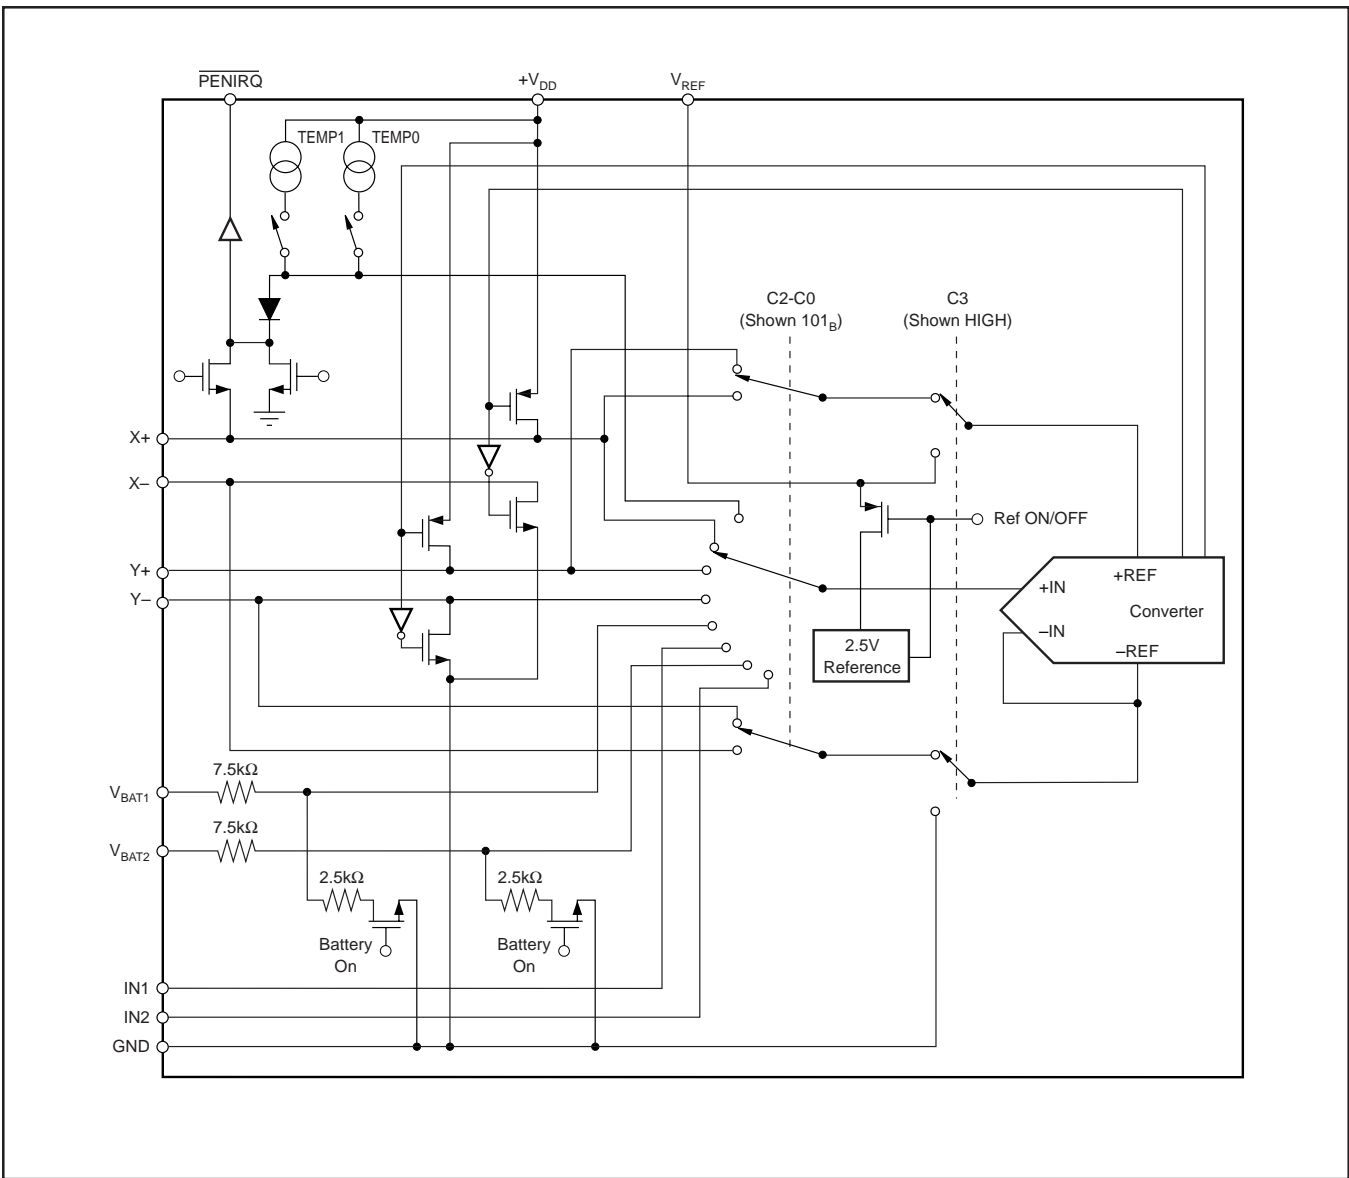 PENIRQ
+VDD
VREF
TEMP1
TEMP0
C2-C0
(Shown 101B)
C3
(Shown HIGH)
X+
X–
Ref ON/OFF
Y+
Y–
+IN
+REF
Converter
–IN
–REF
2.5V
Reference
7.5kΩ
VBAT1
7.5kΩ
VBAT2
2.5kΩ
2.5kΩ
Battery
On
Battery
On
IN1
IN2
GND